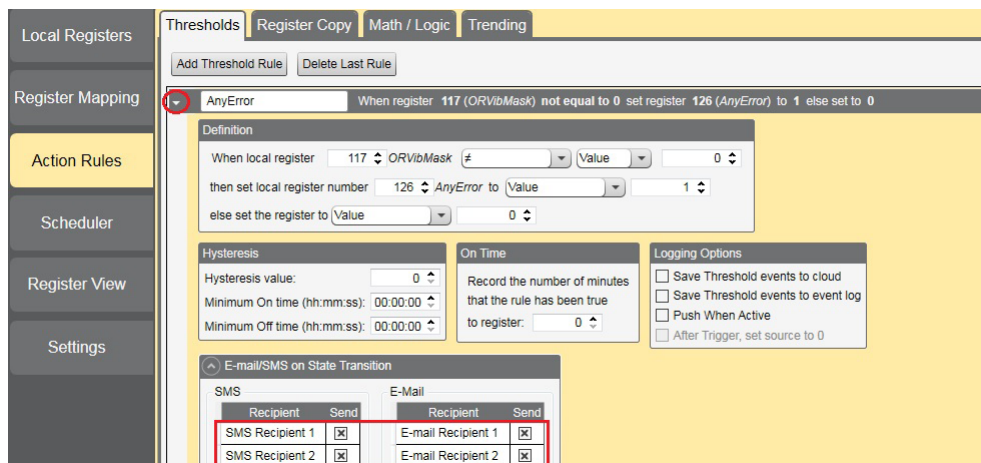 Local Registers
Register Mapping
Action Rules
Scheduler
Register View
Settings
Thresholds Register Copy Math / Logic Trending
Add Threshold Rule Delete Last Rule
AnyError When register 117 (ORVibMask) not equal to 0 set register 126 (AnyError) to 1 else set to 0
Definition
When local register 117 ORVibMask ≠ Value 0
then set local register number 126 AnyError to Value 1
else set the register to Value 0
Hysteresis
Hysteresis value: 0
Minimum On time (hh:mm:ss): 00:00:00
Minimum Off time (hh:mm:ss): 00:00:00
On Time
Record the number of minutes
that the rule has been true
to register: 0
Logging Options
Save Threshold events to cloud
Save Threshold events to event log
Push When Active
After Trigger, set source to 0
E-mail/SMS on State Transition
SMS
Recipient Send
SMS Recipient 1
SMS Recipient 2
E-Mail
Recipient Send
E-mail Recipient 1
E-mail Recipient 2